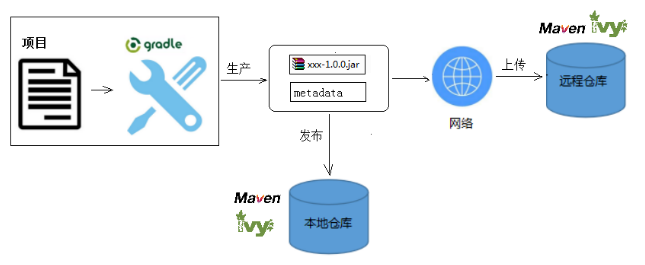 项目
gradle
生产
xxx-1.0.0.jar
metadata
网络
上传
Maven
ivy
远程仓库
发布
Maven
ivy
本地仓库